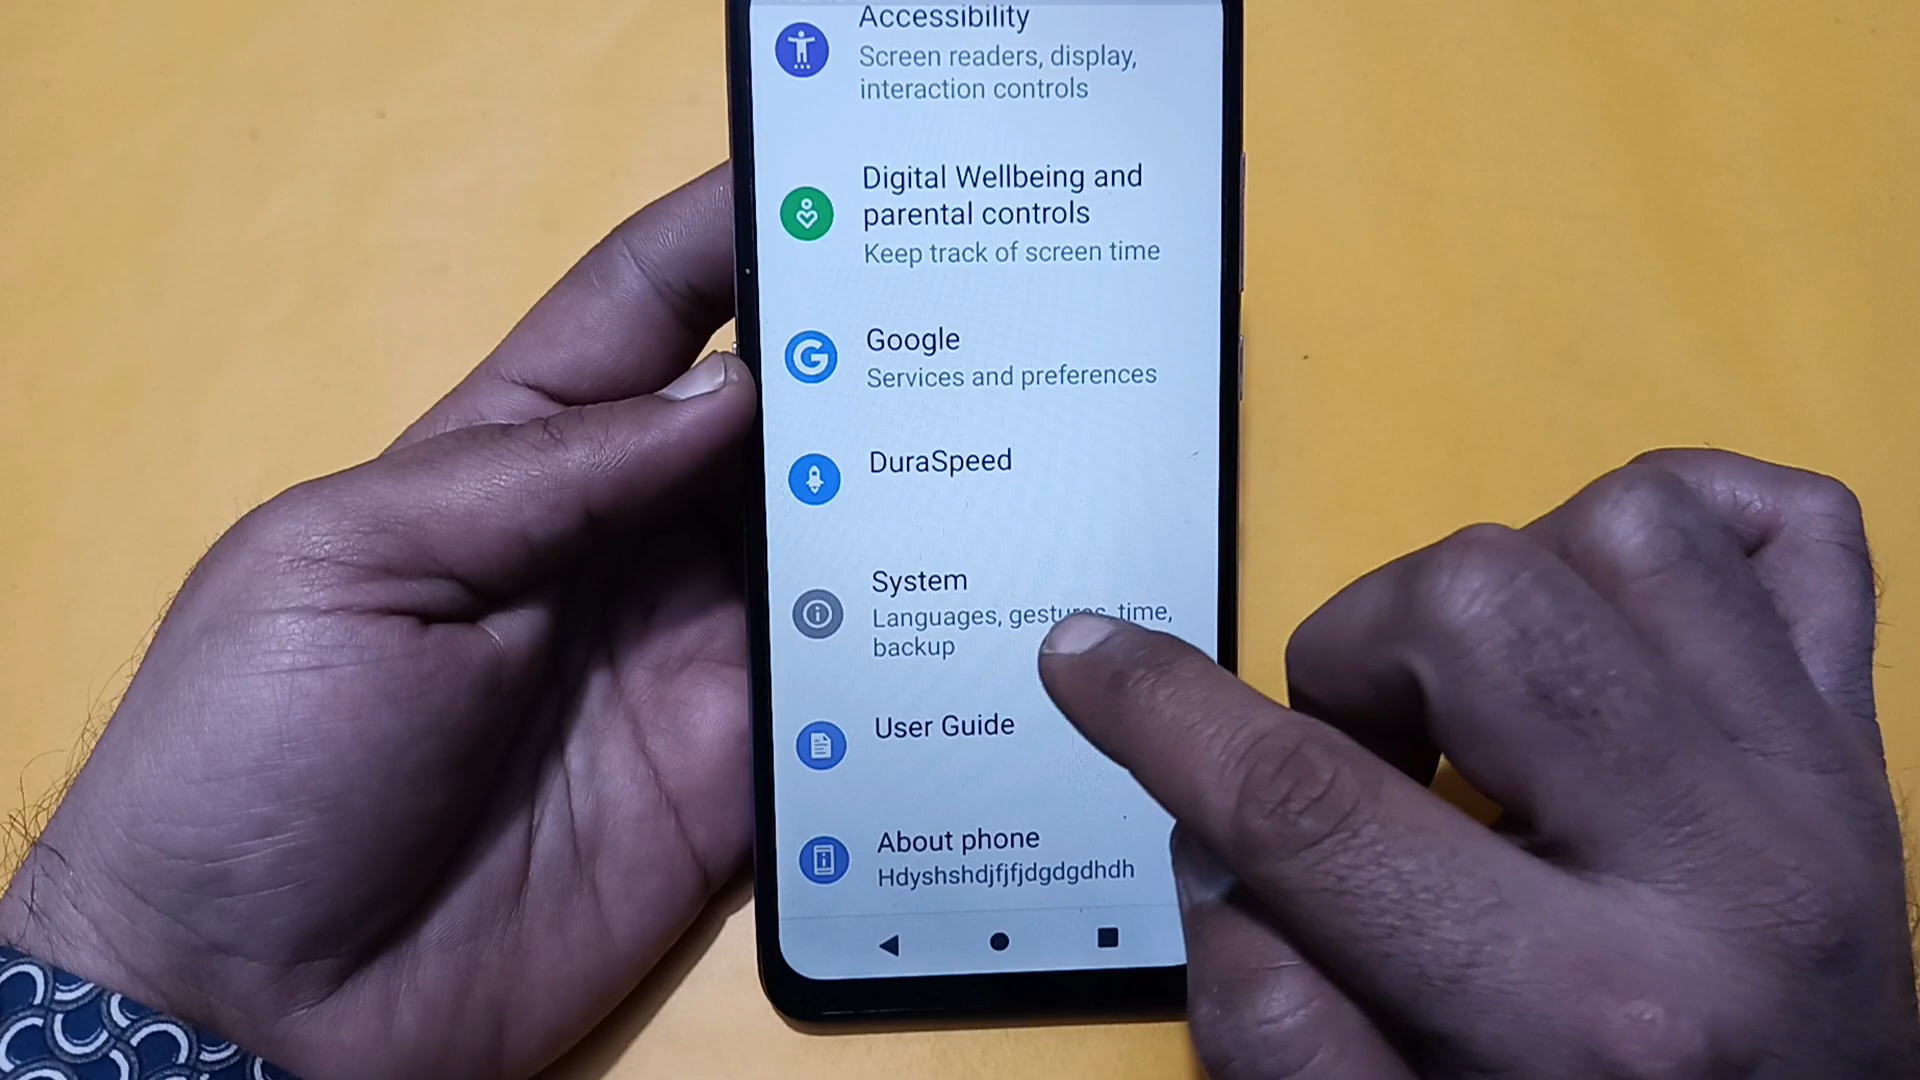 Accessibility
Screen readers, display,
interaction controls
Digital Wellbeing and
parental controls
Keep track of screen time
Google
Services and preferences
DuraSpeed
System
Languages, gestures, time,
backup
User Guide
About phone
Hdyshshdjfjfjdgdgdhdh